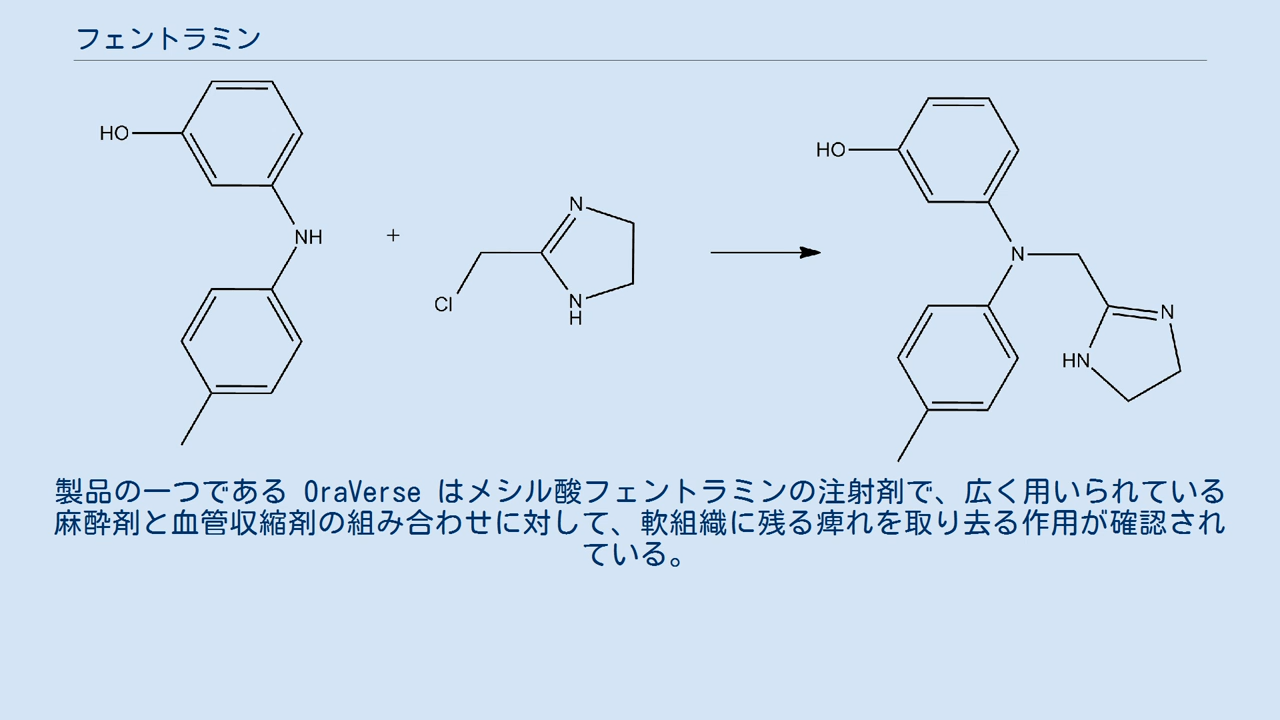 フェントラミン
HO
NH
+
Cl
N
N
H
HO
N
N
HN
製品の一つである OraVerse はメシル酸フェントラミンの注射剤で、広く用いられている
麻酔剤と血管収縮剤の組み合わせに対して、軟組織に残る痺れを取り去る作用が確認され
ている。